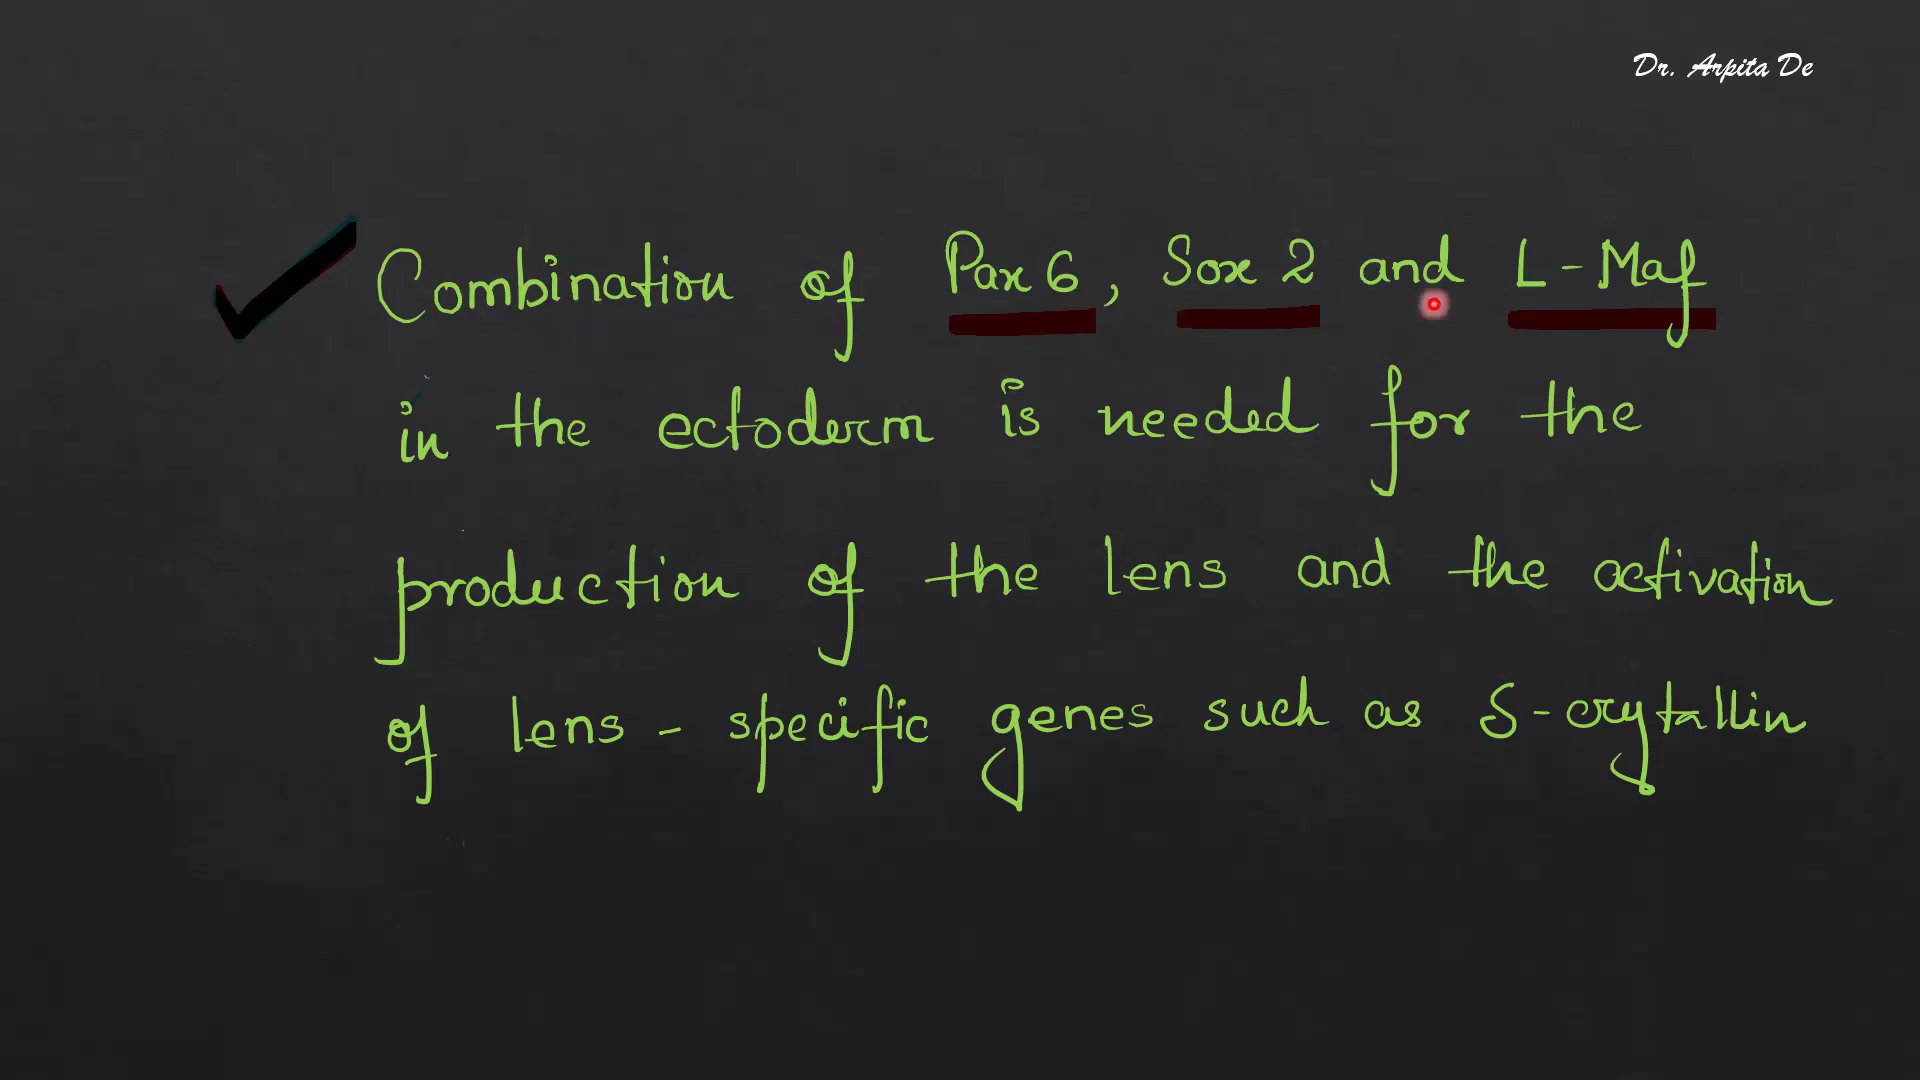 Dr. Arpita De
Combination of Pax 6, Sox 2 and L-Maf
in the ectoderm is needed for the
production of the lens and the activation
of lens-specific genes such as δ-crytallin